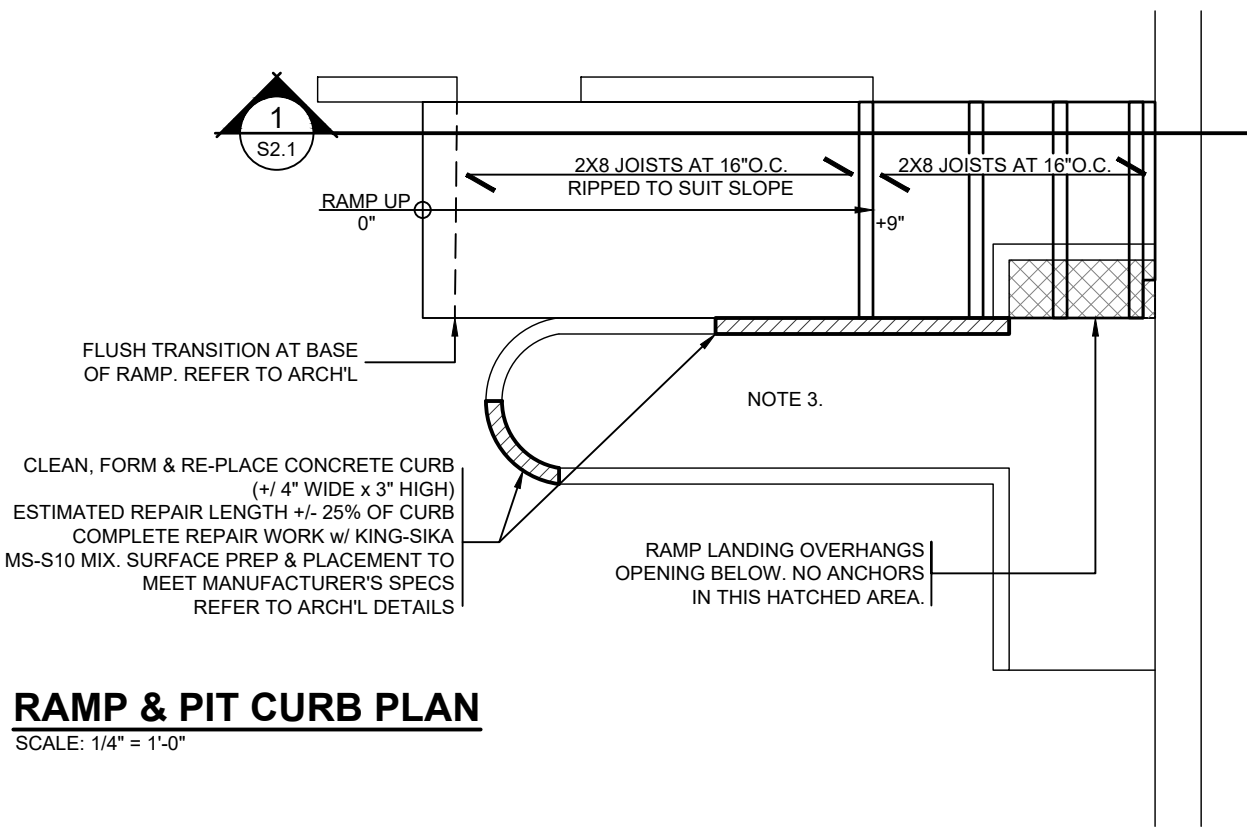 1
S2.1
2X8 JOISTS AT 16"O.C.
RIPPED TO SUIT SLOPE
2X8 JOISTS AT 16"O.C.
RAMP UP
0"
+9"
FLUSH TRANSITION AT BASE
OF RAMP. REFER TO ARCH'L
NOTE 3.
CLEAN, FORM & RE-PLACE CONCRETE CURB
(+/ 4" WIDE x 3" HIGH)
ESTIMATED REPAIR LENGTH +/- 25% OF CURB
COMPLETE REPAIR WORK w/ KING-SIKA
MS-S10 MIX. SURFACE PREP & PLACEMENT TO
MEET MANUFACTURER'S SPECS
REFER TO ARCH'L DETAILS
RAMP LANDING OVERHANGS
OPENING BELOW. NO ANCHORS
IN THIS HATCHED AREA.
RAMP & PIT CURB PLAN
SCALE: 1/4" = 1'-0"